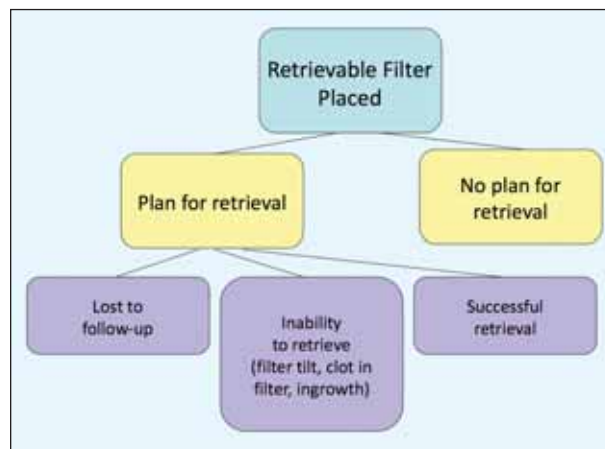 Retrievable Filter
Placed
Plan for retrieval
No plan for
retrieval
Lost to
follow-up
Inability
to retrieve
(filter tilt, clot in
filter, ingrowth)
Successful
retrieval